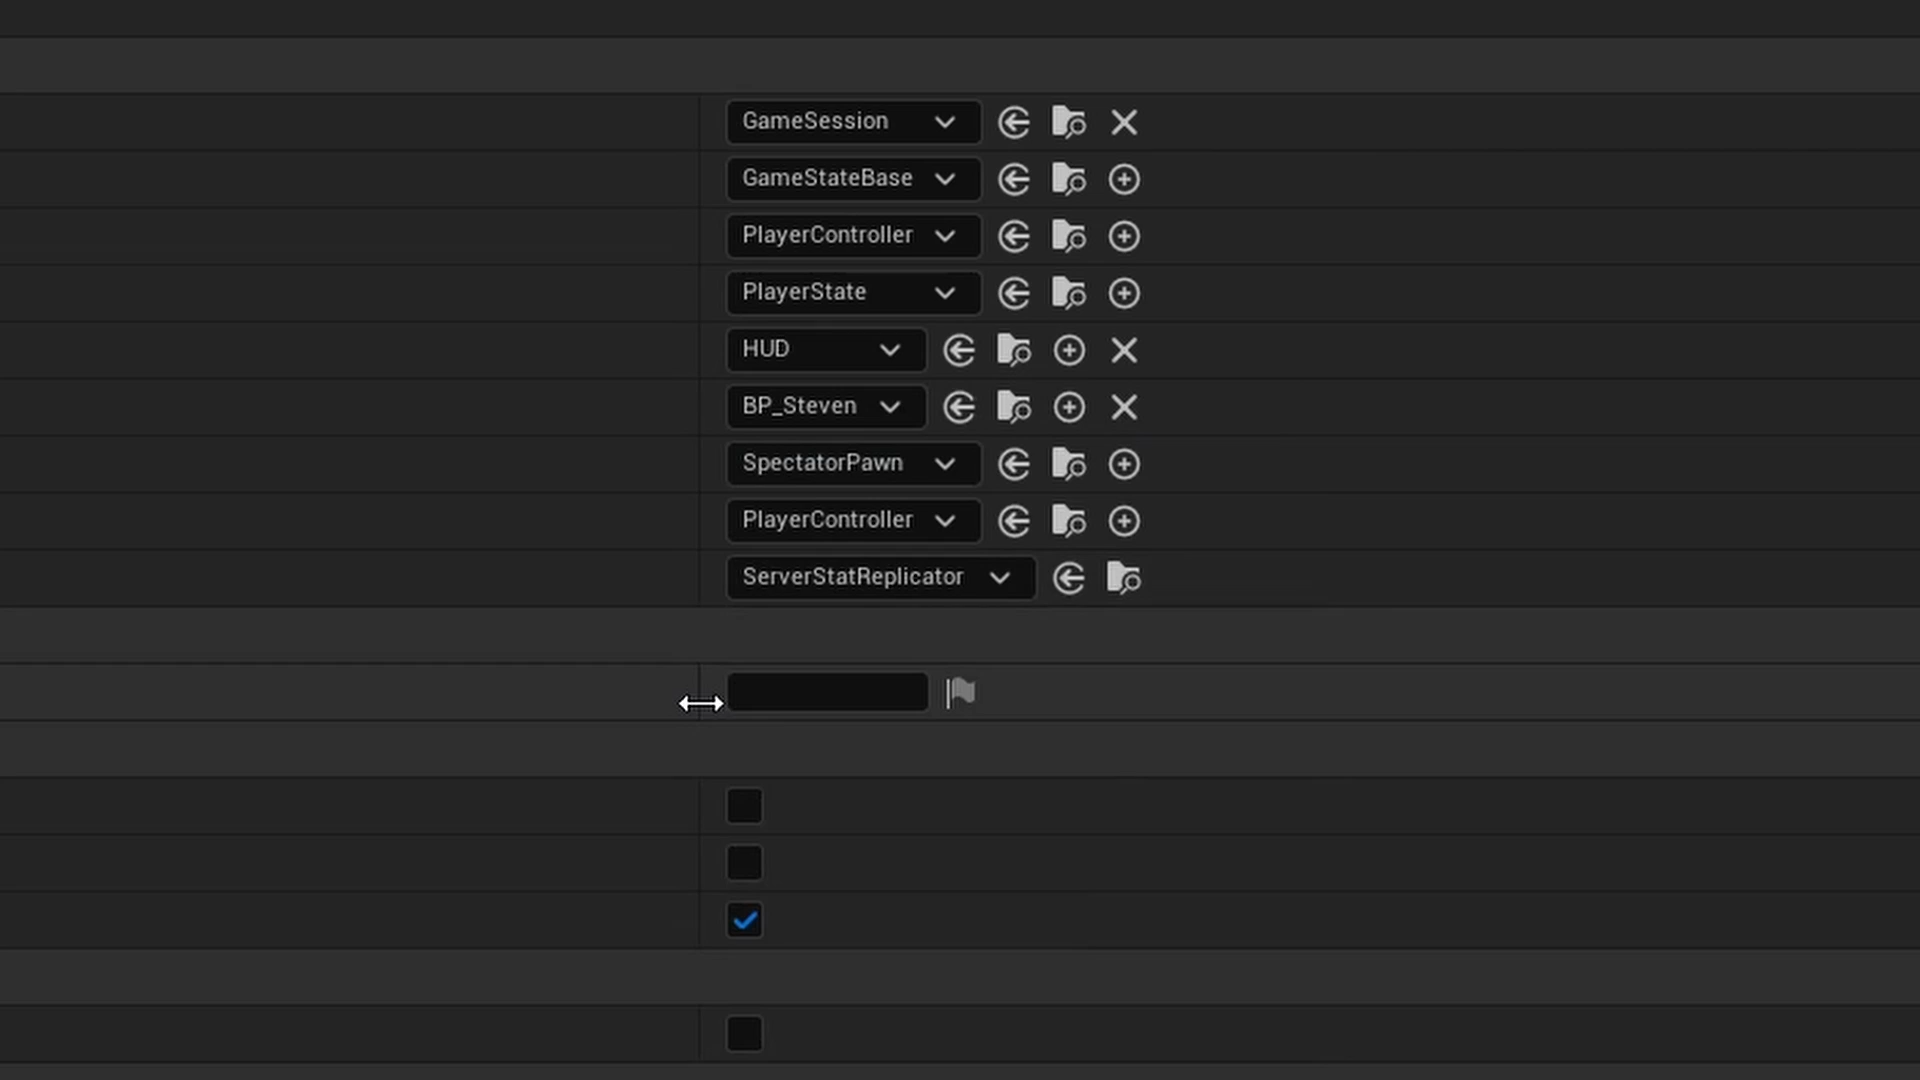 GameSession
GameStateBase
PlayerController
PlayerState
HUD
BP_Steven
SpectatorPawn
PlayerController
ServerStatReplicator